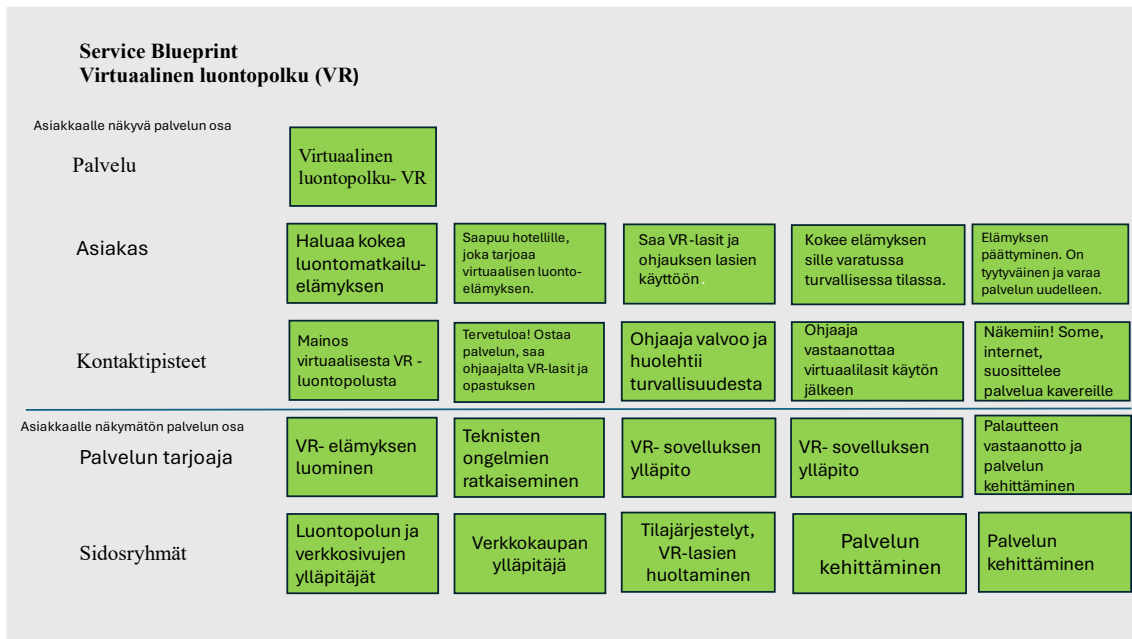 Service Blueprint
Virtuaalinen luontopolku (VR)
Asiakkaalle näkyvä palvelun osa
Palvelu
Virtuaalinen
luontopolku- VR
Asiakas
Haluaa kokea
luontomatkailu-
elämyksen
Saapuu hotellille,
joka tarjoaa
virtuaalisen luonto-
elämyksen.
Saa VR-lasit ja
ohjauksen lasien
käyttöön.
Kokee elämyksen
sille varatussa
turvallisessa tilassa.
Elämyksen
päättyminen. On
tyytyväinen ja varaa
palvelun uudelleen.
Kontaktipisteet
Mainos
virtuaalisesta VR -
luontopolusta
Tervetuloa! Ostaa
palvelun, saa
ohjaajalta VR-lasit ja
opastuksen
Ohjaaja valvoo ja
huolehtii
turvallisuudesta
Ohjaaja
vastaanottaa
virtuaalilasit käytön
jälkeen
Näkemiin! Some,
internet,
suosittelee
palvelua kavereille
Asiakkaalle näkymätön palvelun osa
Palvelun tarjoaja
VR- elämyksen
luominen
Teknisten
ongelmien
ratkaiseminen
VR- sovelluksen
ylläpito
VR- sovelluksen
ylläpito
Palautteen
vastaanotto ja
palvelun
kehittäminen
Sidosryhmät
Luontopolun ja
verkkosivujen
ylläpitäjät
Verkkokaupan
ylläpitäjä
Tilajärjestelyt,
VR-lasien
huoltaminen
Palvelun
kehittäminen
Palvelun
kehittäminen